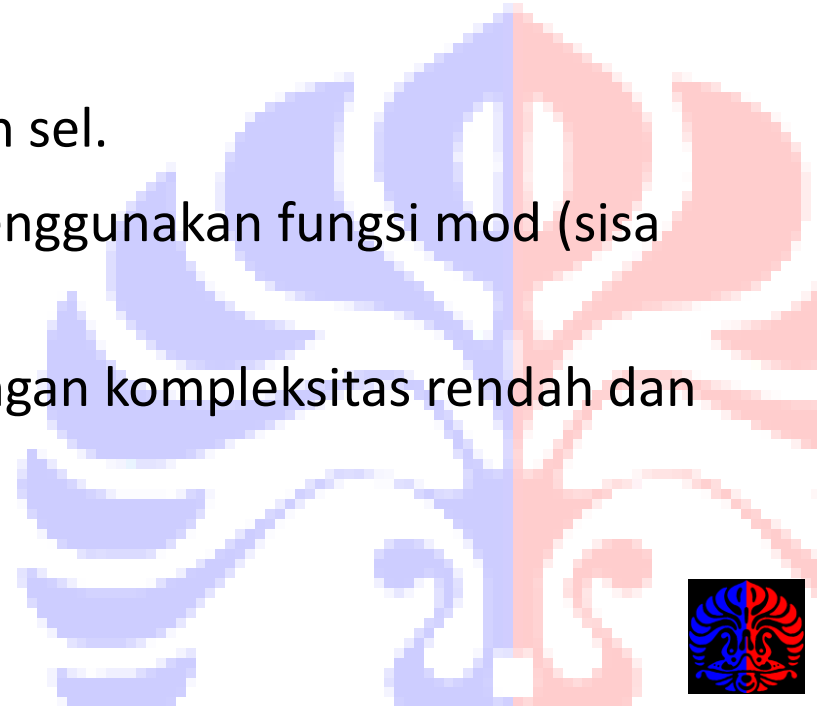 n sel.
nggunakan fungsi mod (sisa
gan kompleksitas rendah dan